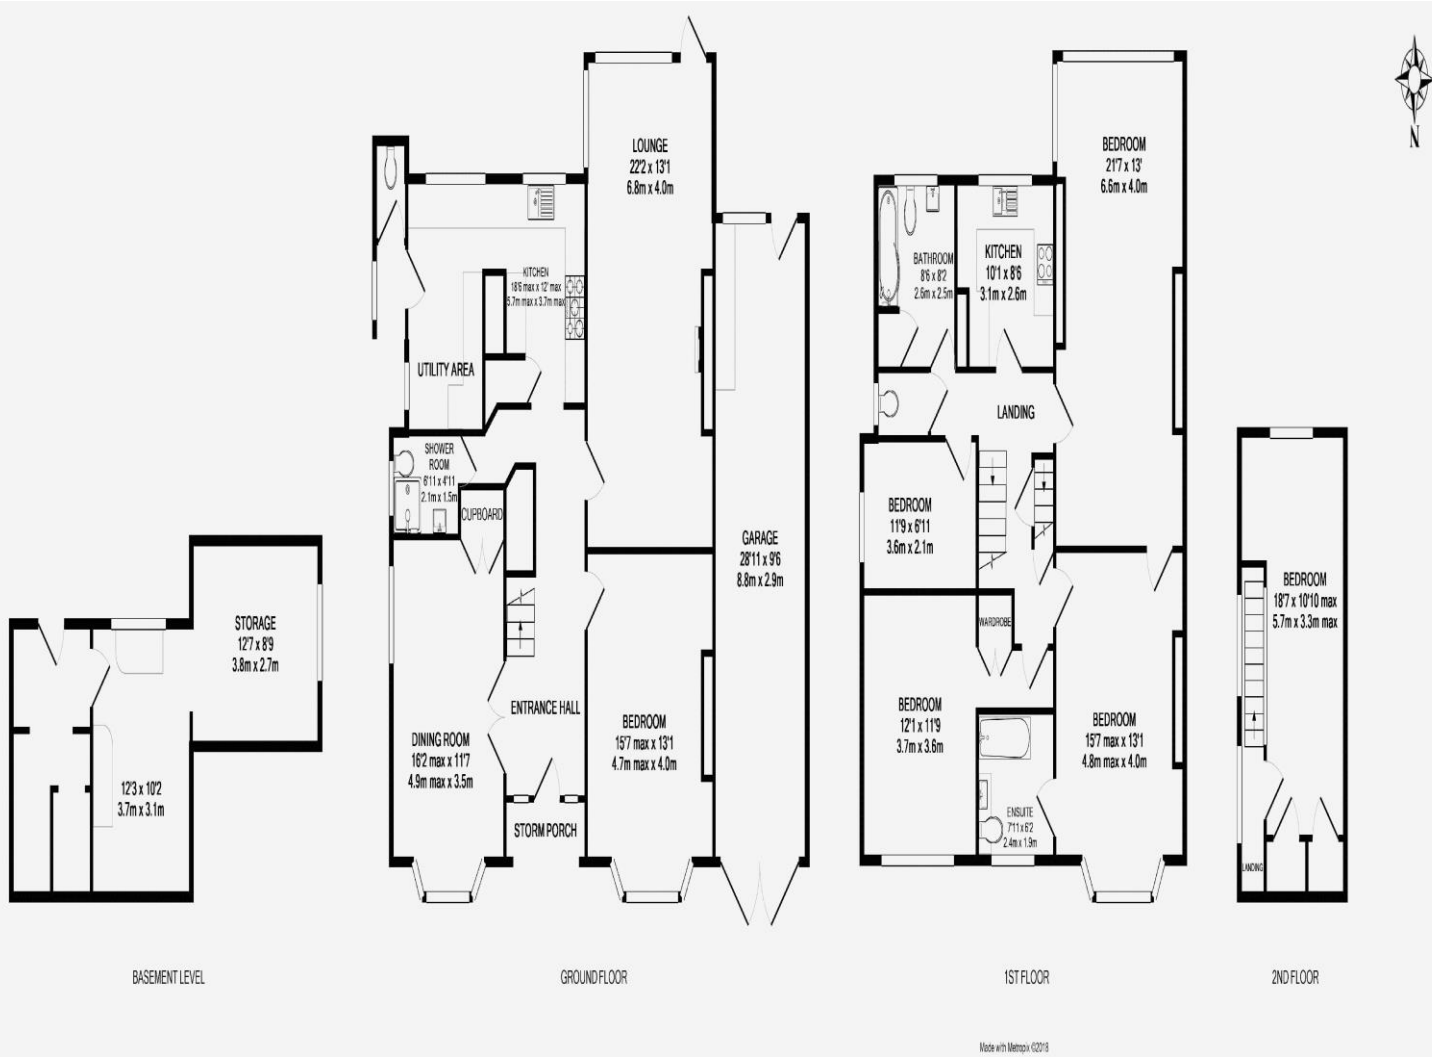 N
STORAGE
12'7 x 8'9
3.8m x 2.7m
12'3 x 10'2
3.7m x 3.1m
BASEMENT LEVEL
LOUNGE
22'2 x 13'1
6.8m x 4.0m
KITCHEN
18'6 max x 12' max
5.7m max x 3.7m max
UTILITY AREA
SHOWER
ROOM
6'11 x 4'11
2.1m x 1.5m
CUPBOARD
GARAGE
28'11 x 9'6
8.8m x 2.9m
ENTRANCE HALL
DINING ROOM
16'2 max x 11'7
4.9m max x 3.5m
BEDROOM
15'7 max x 13'1
4.7m max x 4.0m
STORM PORCH
GROUND FLOOR
BEDROOM
21'7 x 13'
6.6m x 4.0m
BATHROOM
8'6 x 8'2
2.6m x 2.5m
KITCHEN
10'1 x 8'6
3.1m x 2.6m
LANDING
BEDROOM
11'9 x 6'11
3.6m x 2.1m
WARDROBE
BEDROOM
12'1 x 11'9
3.7m x 3.6m
BEDROOM
15'7 max x 13'1
4.8m max x 4.0m
ENSUITE
7'11 x 6'2
2.4m x 1.9m
1ST FLOOR
BEDROOM
18'7 x 10'10 max
5.7m x 3.3m max
LANDING
2ND FLOOR
Made with Metropix ©2018